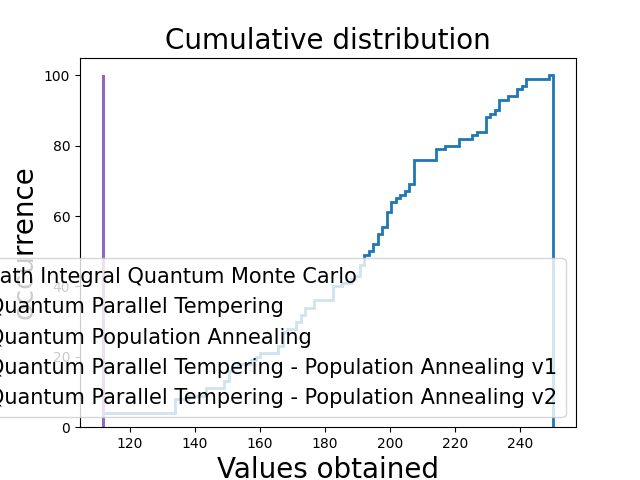 Cumulative distribution
100
80
60
40
20
0
occurrence
ath Integral Quantum Monte Carlo
Quantum Parallel Tempering
Quantum Population Annealing
Quantum Parallel Tempering - Population Annealing v1
Quantum Parallel Tempering - Population Annealing v2
120 140 160 180 200 220 240
Values obtained